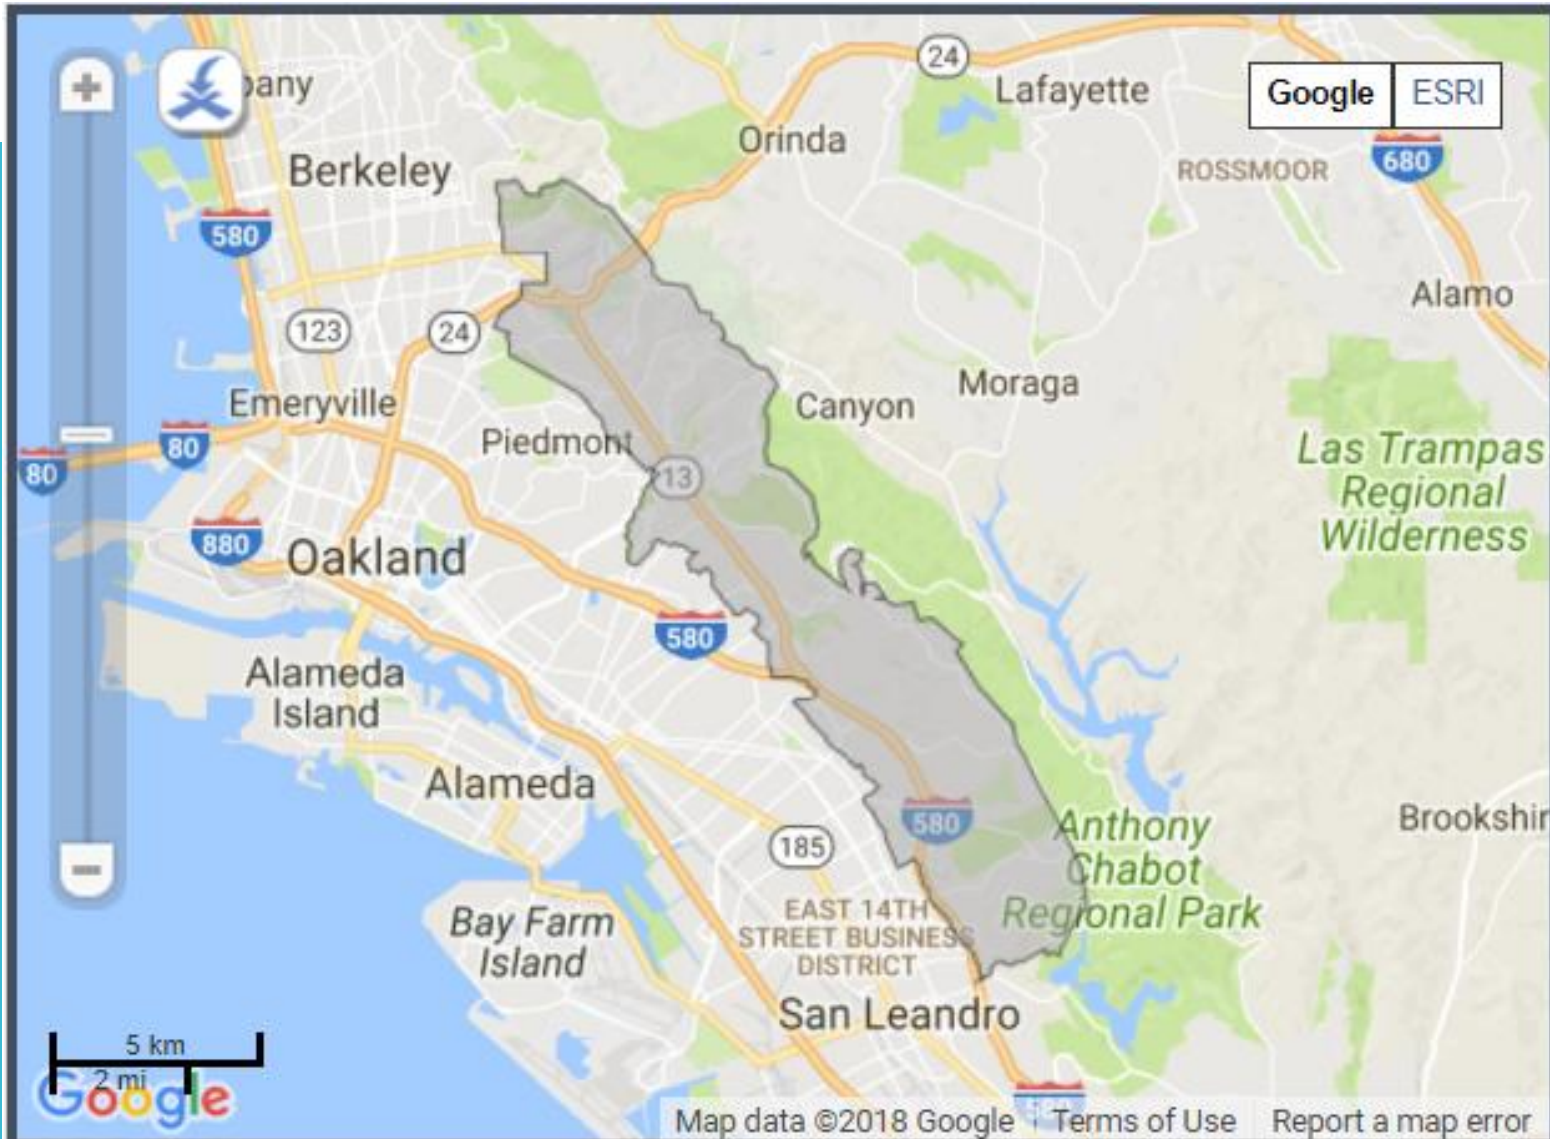 24
Lafayette
Google
ESRI
bany
Orinda
680
Berkeley
ROSSMOOR
580
Alamo
123
24
Moraga
Emeryville
Canyon
80
80
Piedmont
Las Trampas
Regional
Wilderness
13
880
Oakland
580
Alameda
Island
Alameda
580
Anthony
Chabot
Regional Park
Brookshir
185
EAST 14TH
STREET BUSINESS
DISTRICT
Bay Farm
Island
San Leandro
5 km
2 mi
Google
580
Map data ©2018 Google
Terms of Use
Report a map error